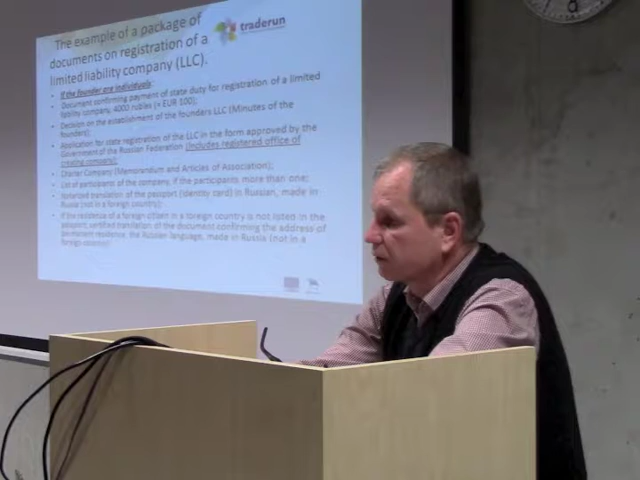 The example of a package of
documents on registration of a
limited liability company (LLC).
traderun
If the founder are individuals:
Document confirming payment of state duty for registration of a limited
liability company, 4000 rubles (≈ EUR 100);
Decision on the establishment of the founders LLC (Minutes of the
founders);
Application for state registration of the LLC in the form approved by the
Government of the Russian Federation (includes registered office of
creating company);
Charter Company (Memorandum and Articles of Association);
List of participants of the company, if the participants more than one;
Notarized translation of the passport (identity card) in Russian, made in
Russia (not in a foreign country);
If the residence of a foreign citizen in a foreign country is not listed in the
passport, certified translation of the document confirming the address of
permanent residence, the Russian language, made in Russia (not in a
foreign country)